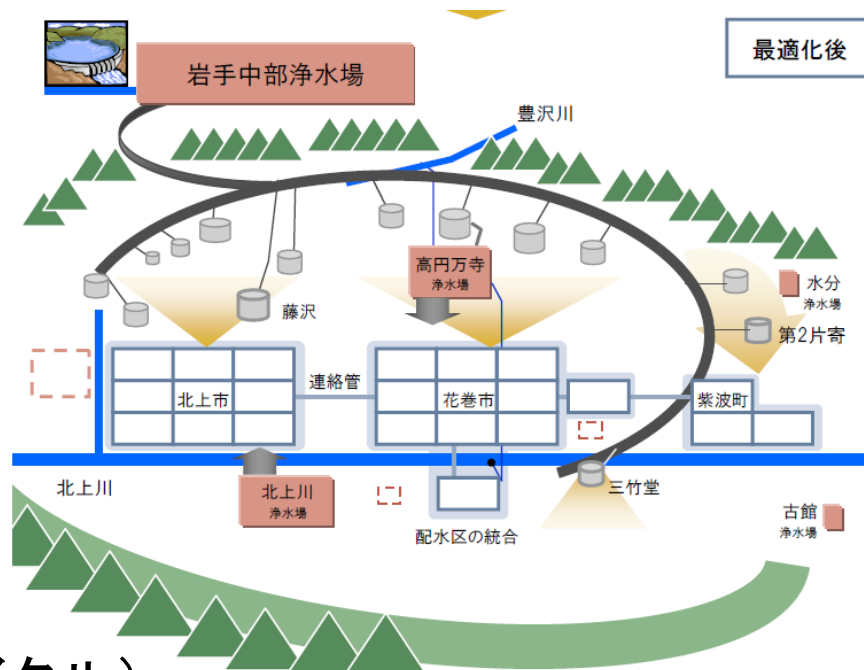 最適化後
岩手中部浄水場
豊沢川
高円万寺
浄水場
水分
浄水場
藤沢
第2片寄
連絡管
北上市
花巻市
紫波町
北上川
北上川
浄水場
三竹堂
古館
浄水場
配水区の統合